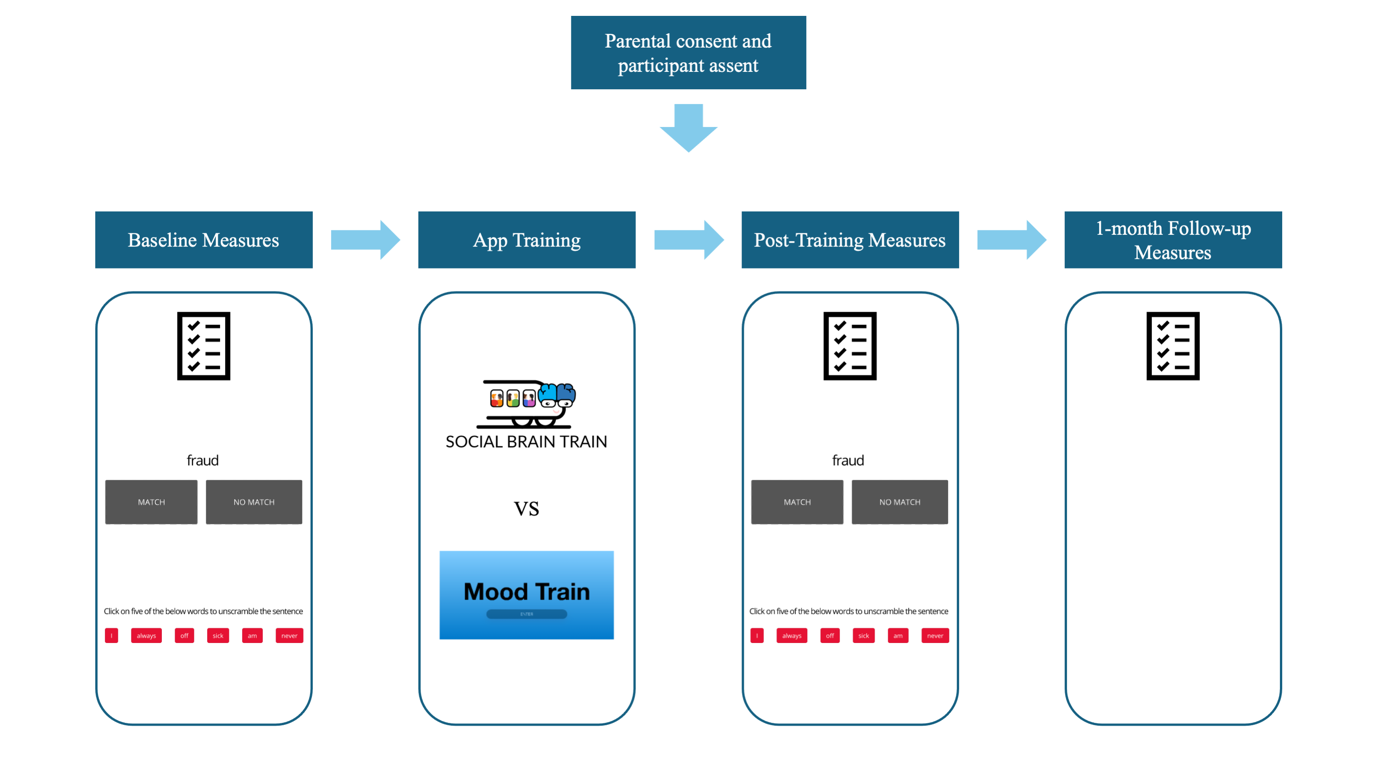 Parental consent and
participant assent
Baseline Measures
App Training
Post-Training Measures
1-month Follow-up
Measures
fraud
MATCH NO MATCH
Click on five of the below words to unscramble the sentence
I always off sick am never
SOCIAL BRAIN TRAIN
VS
Mood Train
ENTER
fraud
MATCH NO MATCH
Click on five of the below words to unscramble the sentence
I always off sick am never